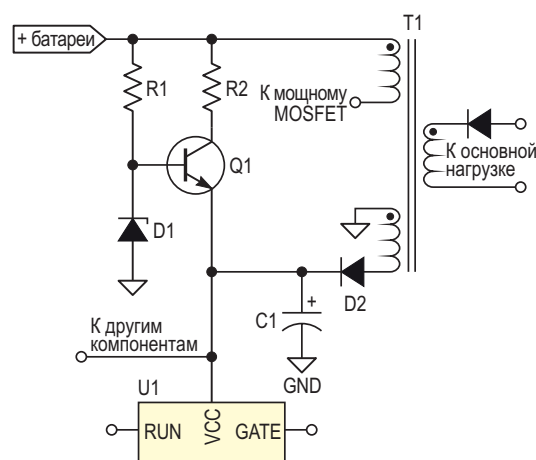 T1
+ батареи
R1
R2
К мощному
MOSFET
Q1
К основной
нагрузке
D1
D2
C1
+
К другим
компонентам
GND
U1
RUN
VCC
GATE